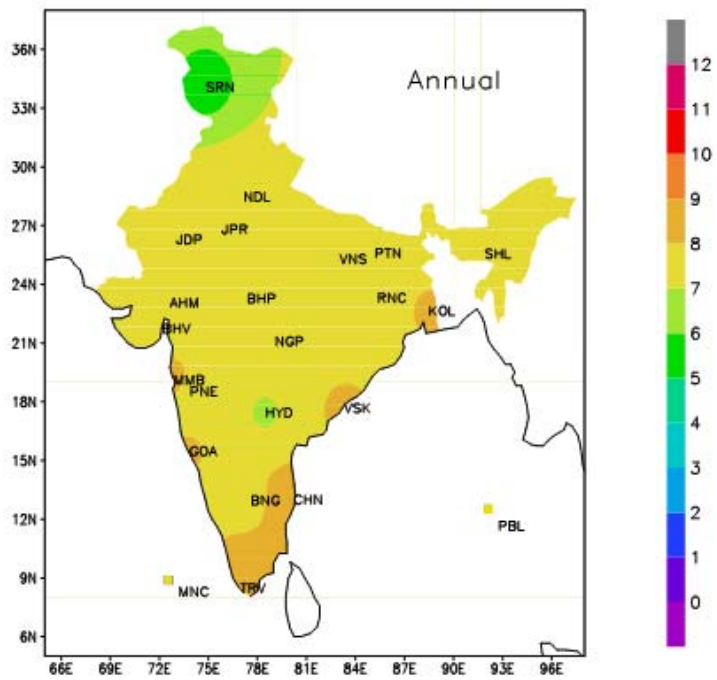 Annual
36N
33N
30N
27N
24N
21N
18N
15N
12N
9N
6N
66E 69E 72E 75E 78E 81E 84E 87E 90E 93E 96E
SRN
NDL
JPR
JDP
VNS
PTN
SHL
AHM
BHP
RNC
KOL
BHV
NGP
MMB
PNE
HYD
VSK
GOA
BNG
CHN
PBL
MNC
TRV
12
11
10
9
8
7
6
5
4
3
2
1
0